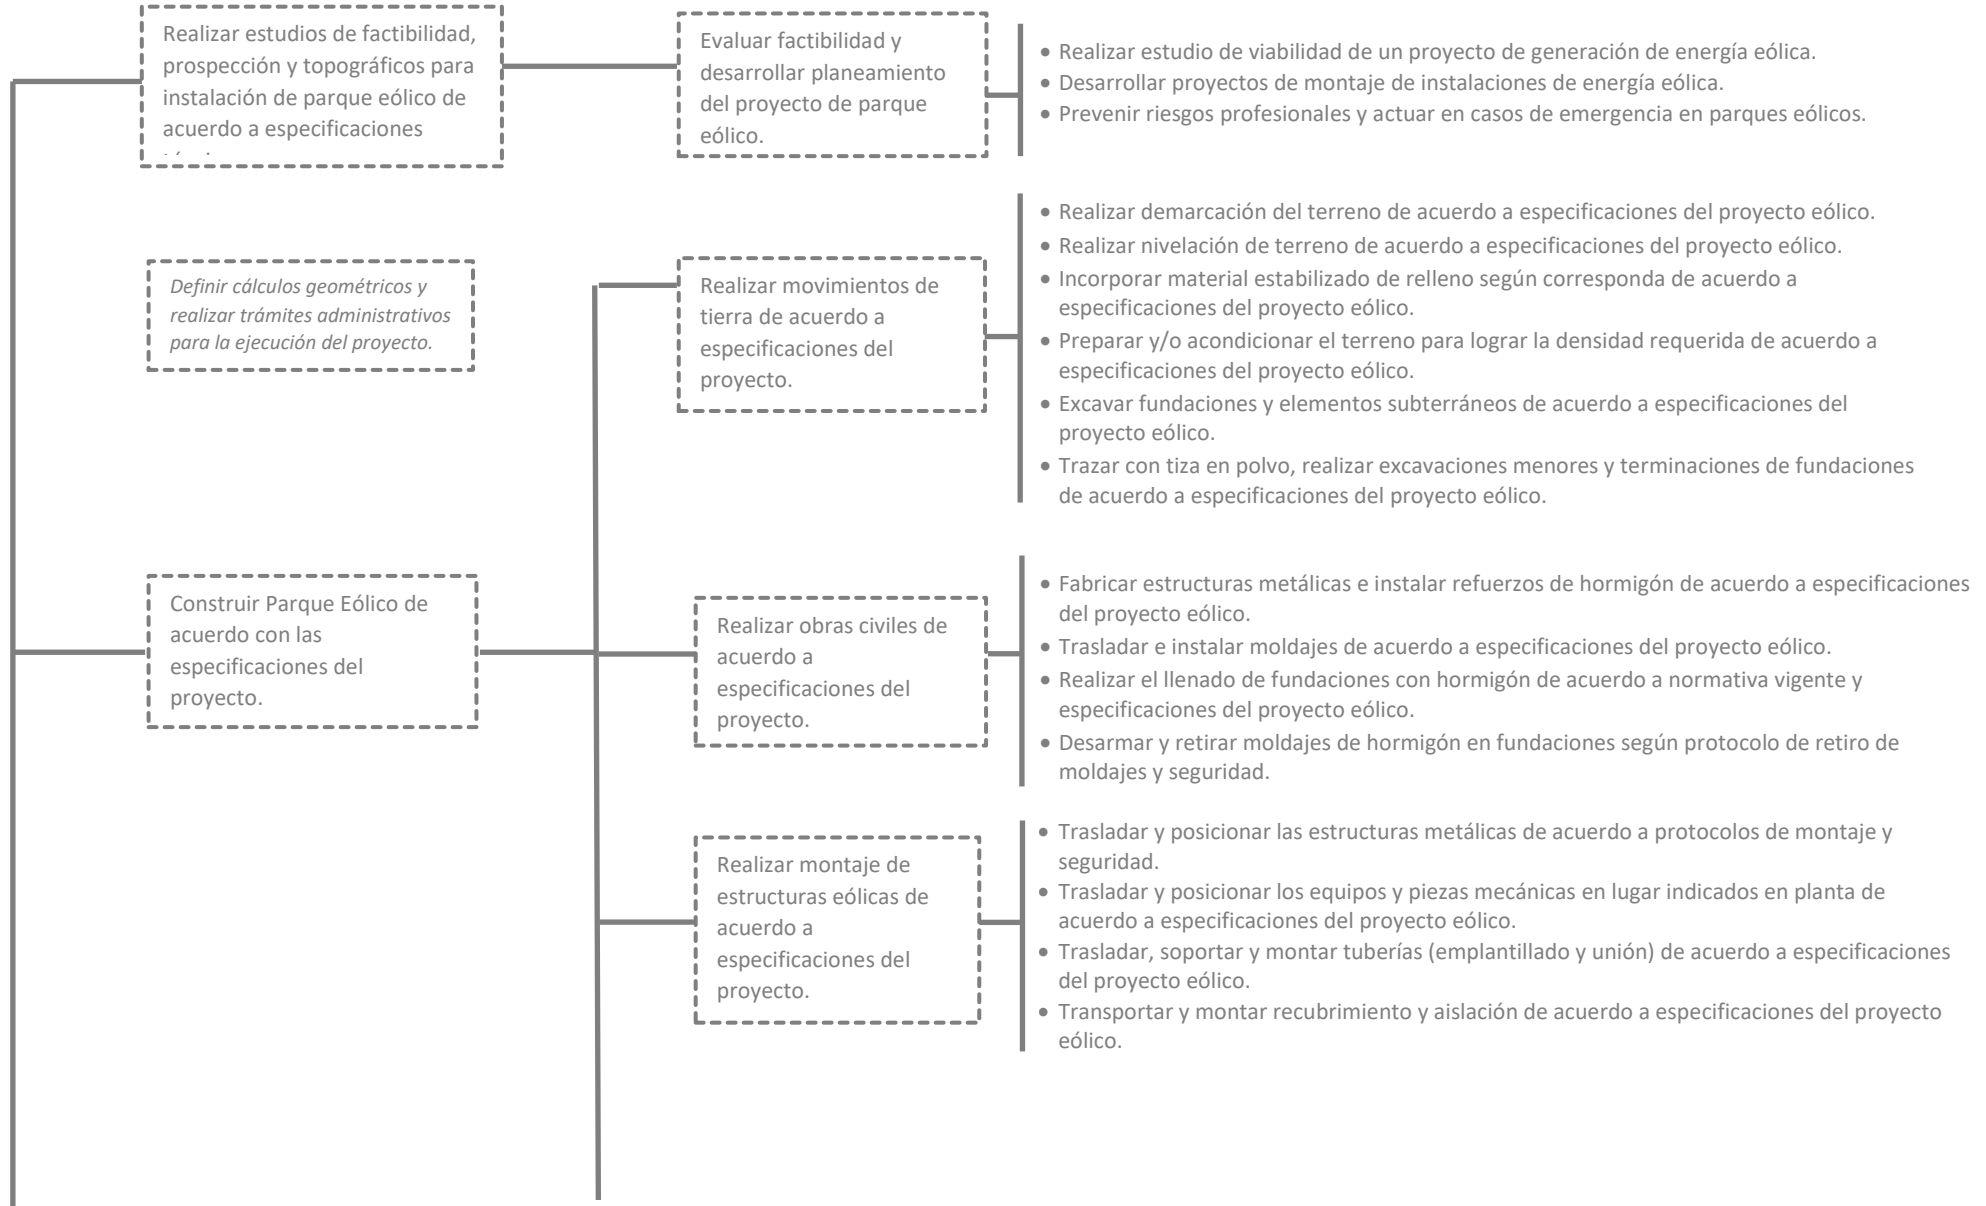 Realizar estudios de factibilidad,
prospección y topográficos para
instalación de parque eólico de
acuerdo a especificaciones
Evaluar factibilidad y
desarrollar planeamiento
del proyecto de parque
eólico.
• Realizar estudio de viabilidad de un proyecto de generación de energía eólica.
• Desarrollar proyectos de montaje de instalaciones de energía eólica.
• Prevenir riesgos profesionales y actuar en casos de emergencia en parques eólicos.
Definir cálculos geométricos y
realizar trámites administrativos
para la ejecución del proyecto.
Realizar movimientos de
tierra de acuerdo a
especificaciones del
proyecto.
• Realizar demarcación del terreno de acuerdo a especificaciones del proyecto eólico.
• Realizar nivelación de terreno de acuerdo a especificaciones del proyecto eólico.
• Incorporar material estabilizado de relleno según corresponda de acuerdo a
especificaciones del proyecto eólico.
• Preparar y/o acondicionar el terreno para lograr la densidad requerida de acuerdo a
especificaciones del proyecto eólico.
• Excavar fundaciones y elementos subterráneos de acuerdo a especificaciones del
proyecto eólico.
• Trazar con tiza en polvo, realizar excavaciones menores y terminaciones de fundaciones
de acuerdo a especificaciones del proyecto eólico.
Construir Parque Eólico de
acuerdo con las
especificaciones del
proyecto.
Realizar obras civiles de
acuerdo a
especificaciones del
proyecto.
• Fabricar estructuras metálicas e instalar refuerzos de hormigón de acuerdo a especificaciones
del proyecto eólico.
• Trasladar e instalar moldajes de acuerdo a especificaciones del proyecto eólico.
• Realizar el llenado de fundaciones con hormigón de acuerdo a normativa vigente y
especificaciones del proyecto eólico.
• Desarmar y retirar moldajes de hormigón en fundaciones según protocolo de retiro de
moldajes y seguridad.
Realizar montaje de
estructuras eólicas de
acuerdo a
especificaciones del
proyecto.
• Trasladar y posicionar las estructuras metálicas de acuerdo a protocolos de montaje y
seguridad.
• Trasladar y posicionar los equipos y piezas mecánicas en lugar indicados en planta de
acuerdo a especificaciones del proyecto eólico.
• Trasladar, soportar y montar tuberías (emplantillado y unión) de acuerdo a especificaciones
del proyecto eólico.
• Transportar y montar recubrimiento y aislación de acuerdo a especificaciones del proyecto
eólico.